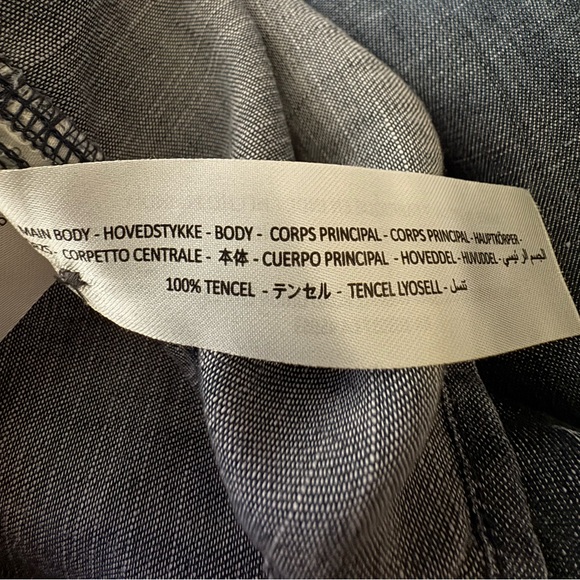 MAIN BODY - HOVEDSTYKKE - BODY - CORPS PRINCIPAL - CORPS PRINCIPAL - HAUPTKÖRPER -
- CORPETTO CENTRALE - 本体 - CUERPO PRINCIPAL - HOVEDDEL - HUVUDDEL - الجسم الرئيسي
100% TENCEL - テンセル - TENCEL LYOSELL - تنسل